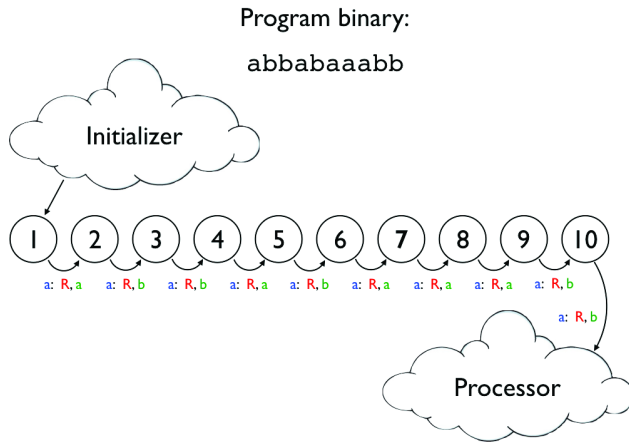 Program binary:
abbabaaabb
Initializer
1 2 3 4 5 6 7 8 9 10
a: R, a a: R, b a: R, b a: R, a a: R, b a: R, a a: R, a a: R, a a: R, b
a: R, b
Processor